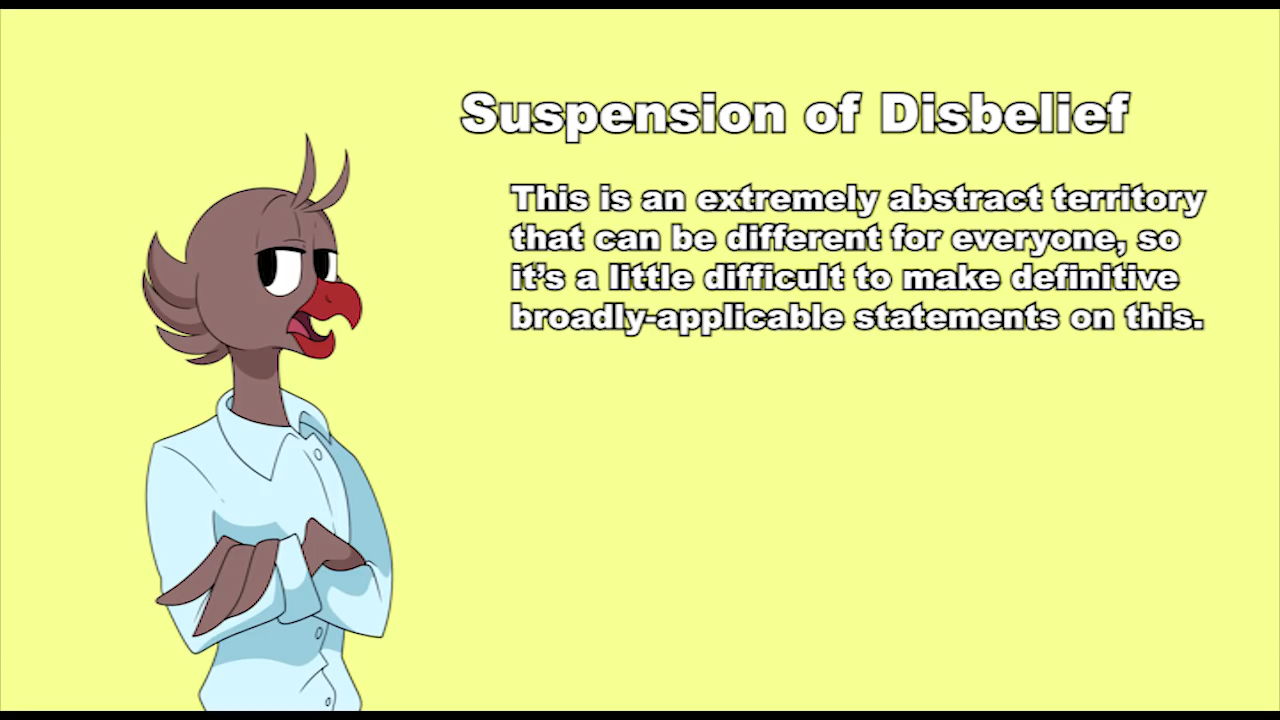 Suspension of Disbelief
This is an extremely abstract territory
that can be different for everyone, so
it’s a little difficult to make definitive
broadly-applicable statements on this.